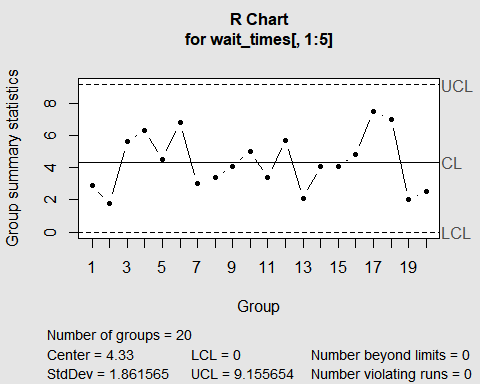 R Chart
for wait_times[, 1:5]
Group summary statistics
0 2 4 6 8
UCL
CL
LCL
1 3 5 7 9 11 13 15 17 19
Group
Number of groups = 20
Center = 4.33 LCL = 0 Number beyond limits = 0
StdDev = 1.861565 UCL = 9.155654 Number violating runs = 0